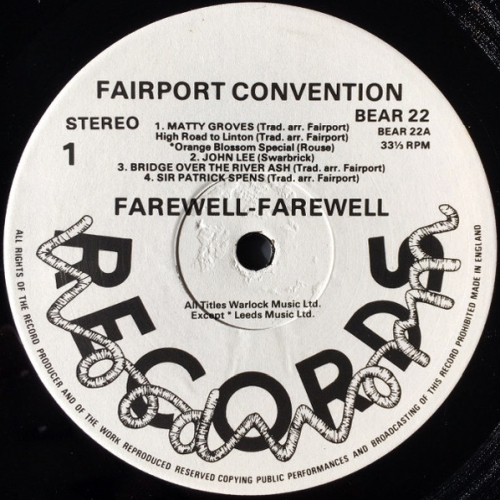 FAIRPORT CONVENTION
BEAR 22
STEREO
BEAR 22A
1
33⅓ RPM
1. MATTY GROVES (Trad. arr. Fairport)
High Road to Linton (Trad. arr. Fairport)
*Orange Blossom Special (Rouse)
2. JOHN LEE (Swarbrick)
3. BRIDGE OVER THE RIVER ASH (Trad. arr. Fairport)
4. SIR PATRICK SPENS (Trad. arr. Fairport)
FAREWELL-FAREWELL
All Titles Warlock Music Ltd.
Except * Leeds Music Ltd.
Woodworm
RECORDS
ALL RIGHTS OF THE RECORD PRODUCER AND OF THE WORK REPRODUCED RESERVED COPYING PUBLIC PERFORMANCES AND BROADCASTING OF THIS RECORD PROHIBITED MADE IN ENGLAND